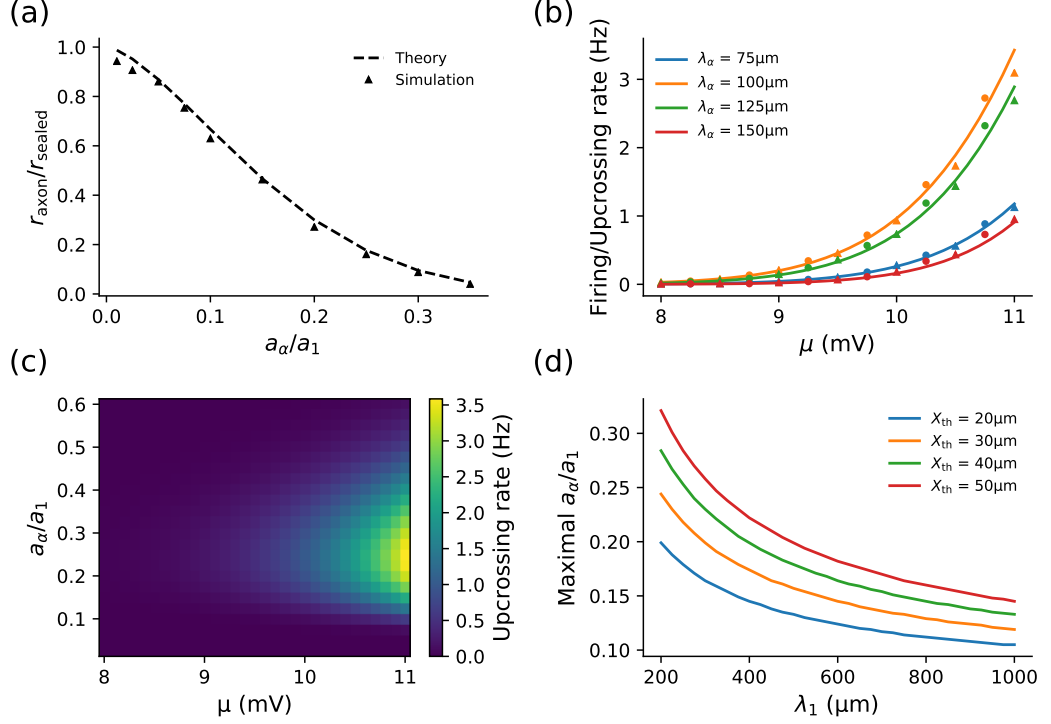 (a)
1.0
0.8
0.6
0.4
0.2
0.0
r_axon/r_sealed
0.0 0.1 0.2 0.3
a_α/a_1
Theory
Simulation
(b)
3
2
1
0
Firing/Upcrossing rate (Hz)
8 9 10 11
μ (mV)
λ_α = 75μm
λ_α = 100μm
λ_α = 125μm
λ_α = 150μm
(c)
0.6
0.5
0.4
0.3
0.2
0.1
a_α/a_1
8 9 10 11
μ (mV)
3.5
3.0
2.5
2.0
1.5
1.0
0.5
0.0
Upcrossing rate (Hz)
(d)
0.30
0.25
0.20
0.15
0.10
Maximal a_α/a_1
200 400 600 800 1000
λ_1 (μm)
X_th = 20μm
X_th = 30μm
X_th = 40μm
X_th = 50μm